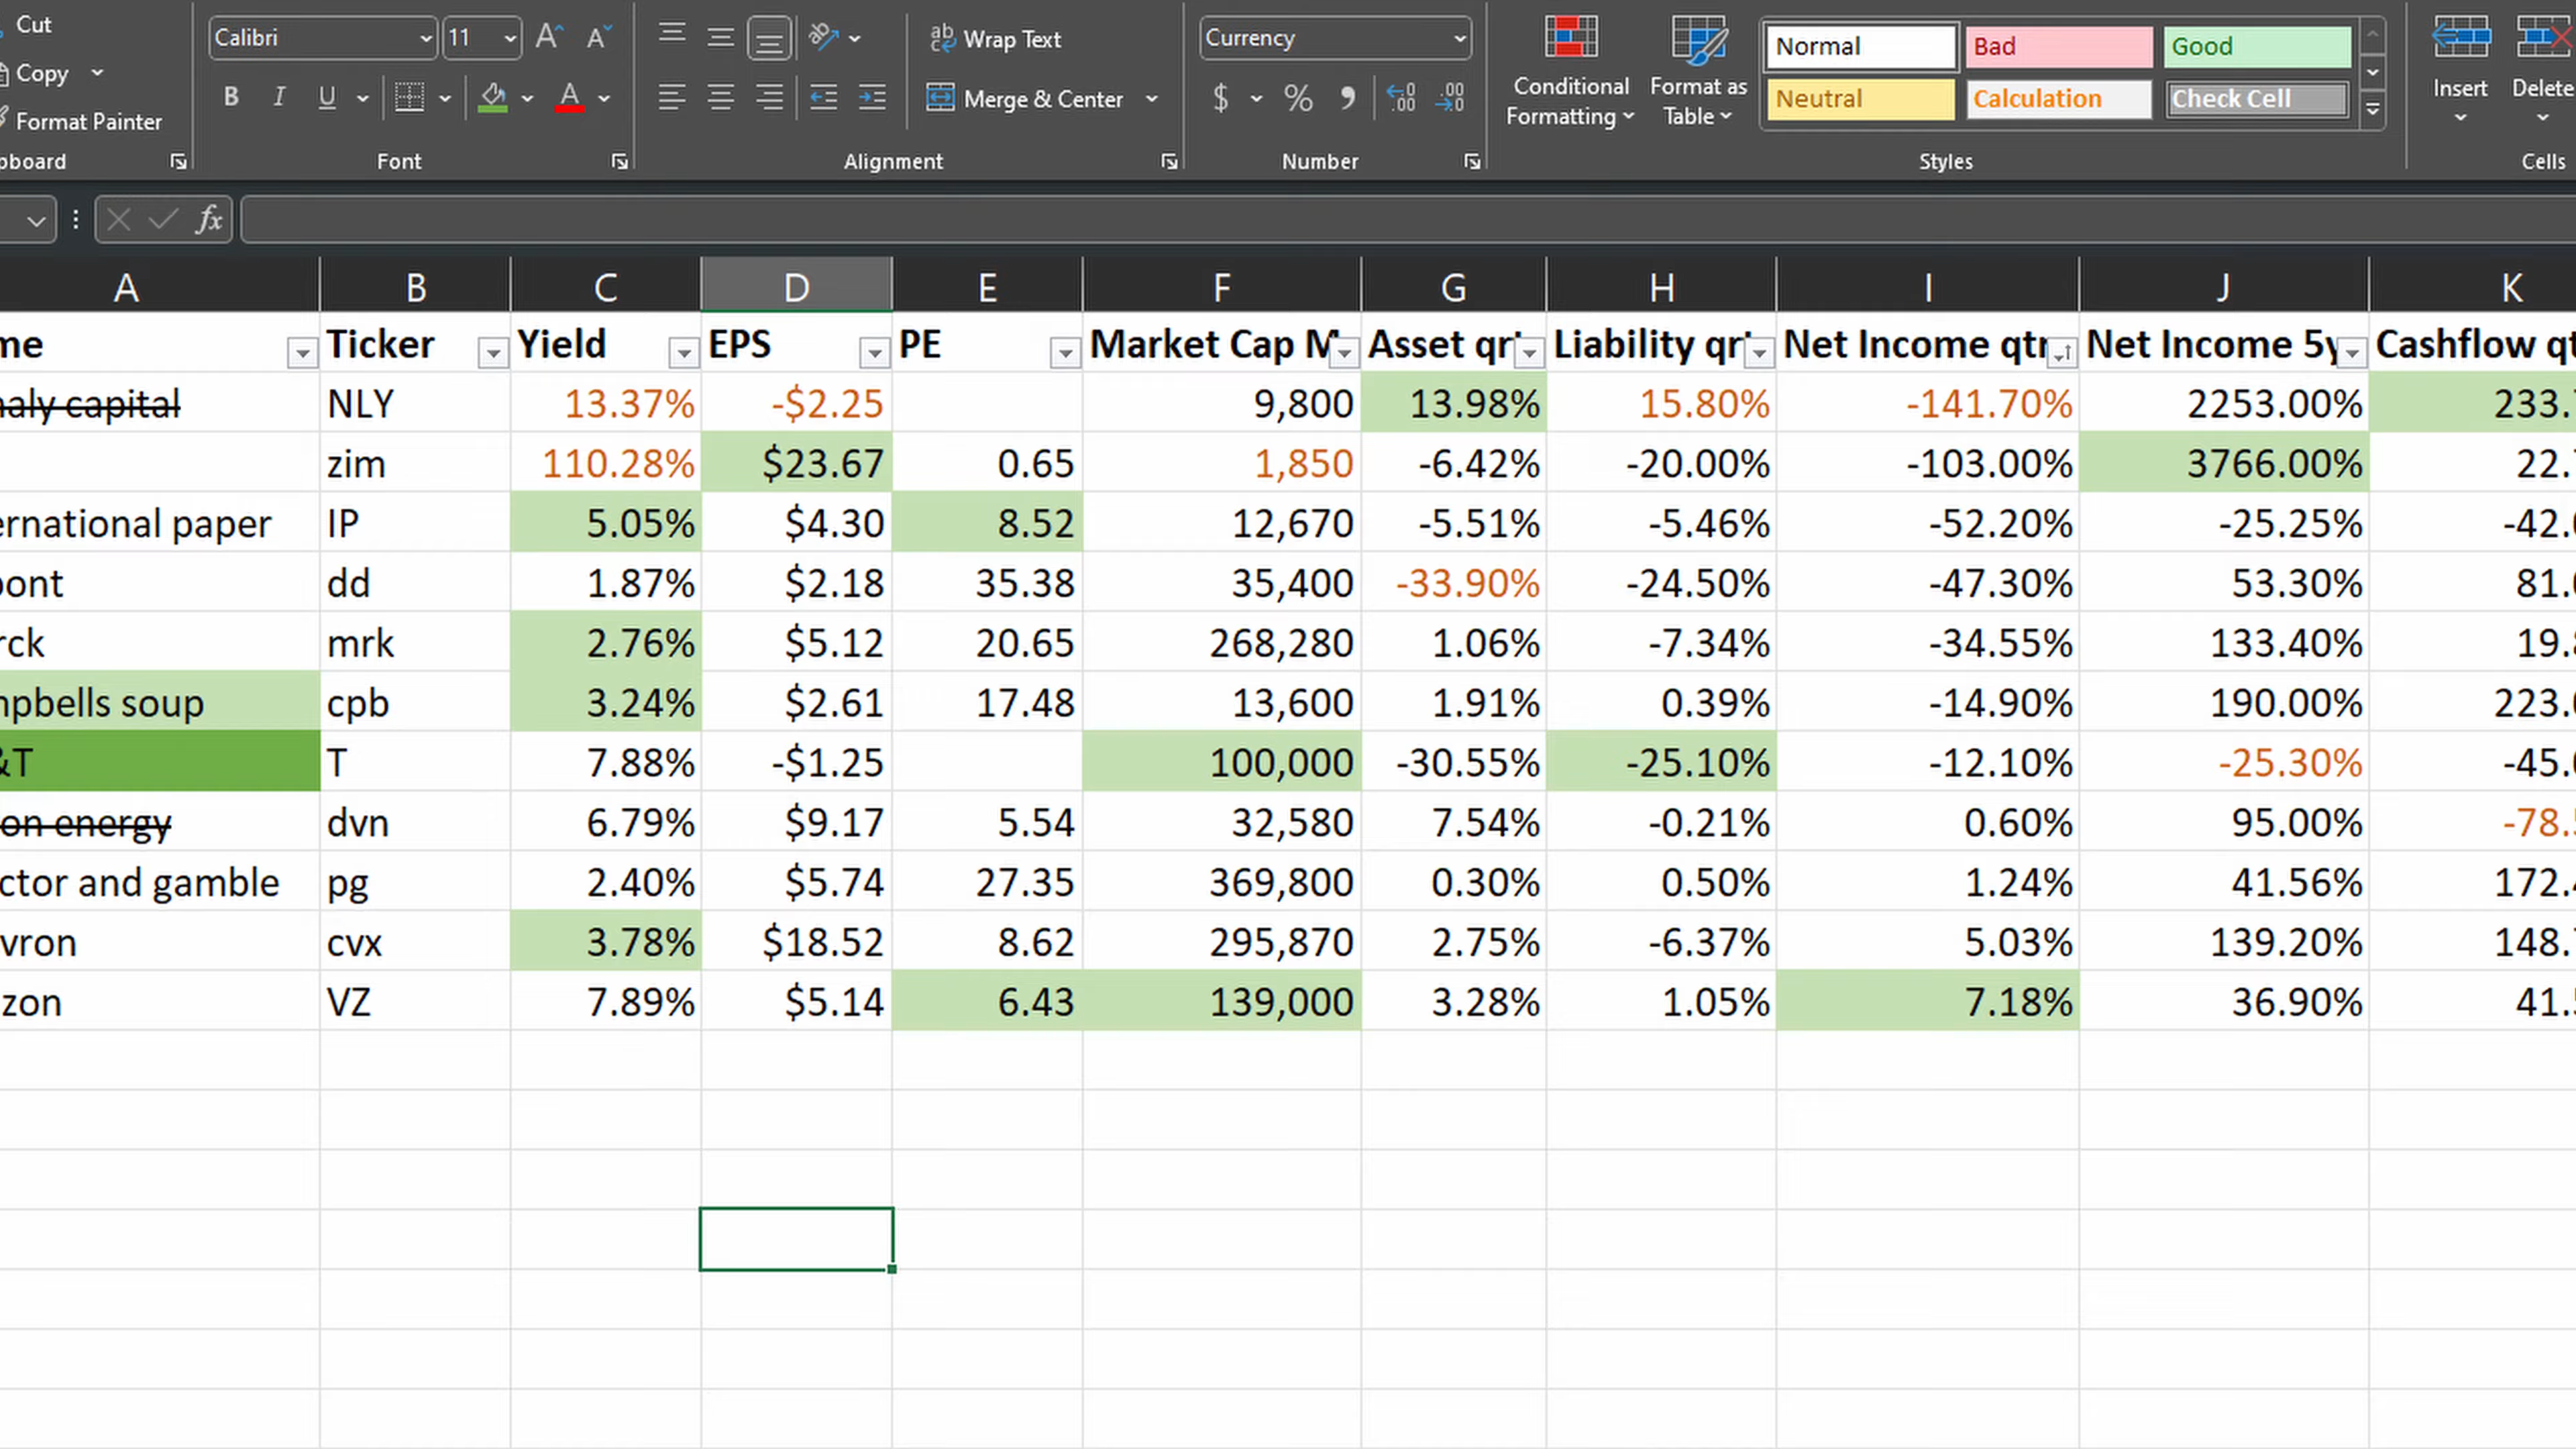 Cut
Calibri 11
Wrap Text
Currency
Conditional Formatting
Format as Table
Normal Bad Good
Insert Delete
Copy
B I U
Merge & Center
$ % ,
Neutral Calculation Check Cell
Format Painter
Font Alignment Number Styles Cells
fx
A B C D E F G H I J K
Ticker Yield EPS PE Market Cap Asset Liability Net Income Net Income Cashflow
capital NLY 13.37% -$2.25 9,800 13.98% 15.80% -141.70% 2253.00% 233.
zim 110.28% $23.67 0.65 1,850 -6.42% -20.00% -103.00% 3766.00% 22.
ernational paper IP 5.05% $4.30 8.52 12,670 -5.51% -5.46% -52.20% -25.25% -42.
ont dd 1.87% $2.18 35.38 35,400 -33.90% -24.50% -47.30% 53.30% 81.
rck mrk 2.76% $5.12 20.65 268,280 1.06% -7.34% -34.55% 133.40% 19.
pbells soup cpb 3.24% $2.61 17.48 13,600 1.91% 0.39% -14.90% 190.00% 223.
&T T 7.88% -$1.25 100,000 -30.55% -25.10% -12.10% -25.30% -45.
on energy dvn 6.79% $9.17 5.54 32,580 7.54% -0.21% 0.60% 95.00% -78.
ctor and gamble pg 2.40% $5.74 27.35 369,800 0.30% 0.50% 1.24% 41.56% 172.
vron cvx 3.78% $18.52 8.62 295,870 2.75% -6.37% 5.03% 139.20% 148.
zon VZ 7.89% $5.14 6.43 139,000 3.28% 1.05% 7.18% 36.90% 41.